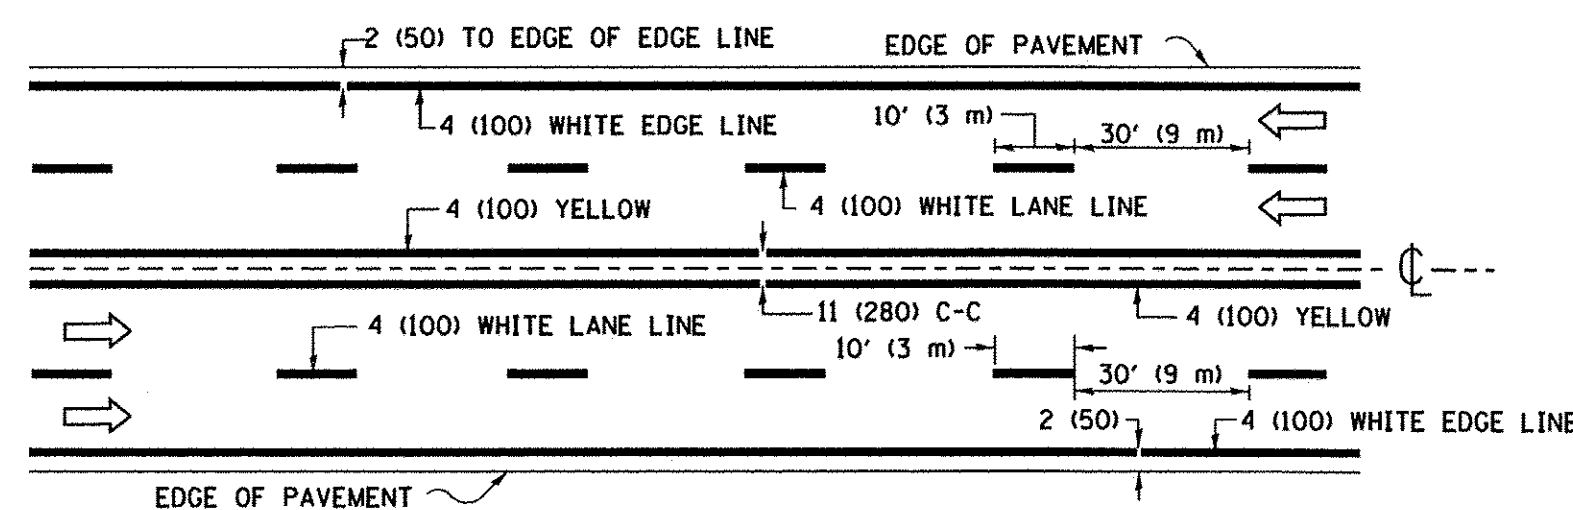 2 (50) TO EDGE OF EDGE LINE
EDGE OF PAVEMENT
4 (100) WHITE EDGE LINE
10' (3 m)
30' (9 m)
4 (100) YELLOW
4 (100) WHITE LANE LINE
℄
11 (280) C-C
4 (100) YELLOW
4 (100) WHITE LANE LINE
10' (3 m)
30' (9 m)
2 (50)
4 (100) WHITE EDGE LINE
EDGE OF PAVEMENT